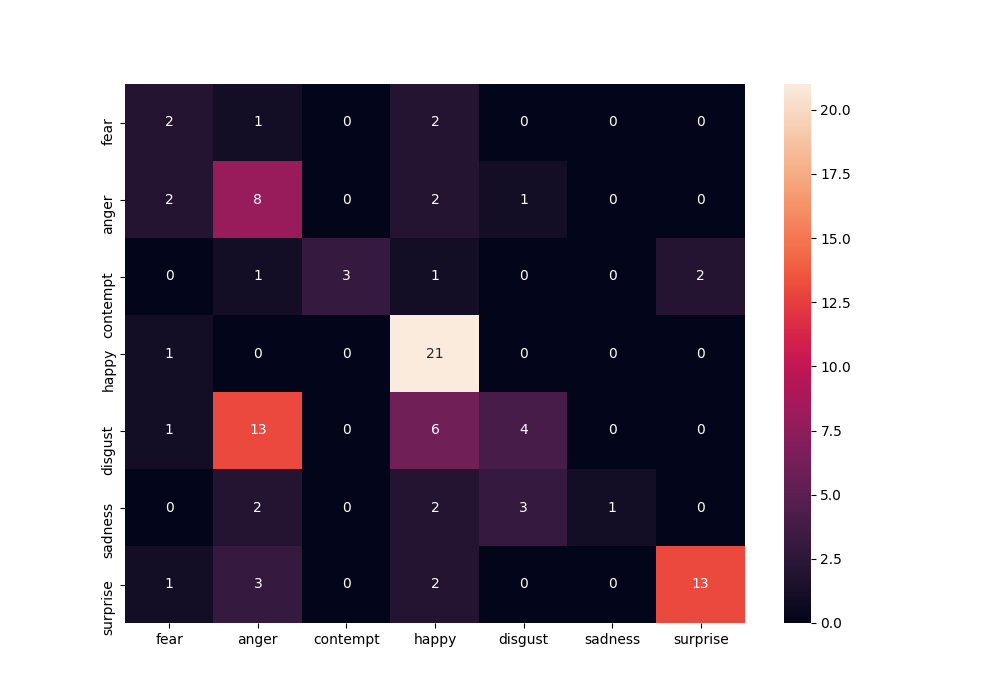 fear 2 1 0 2 0 0 0
anger 2 8 0 2 1 0 0
contempt 0 1 3 1 0 0 2
happy 1 0 0 21 0 0 0
disgust 1 13 0 6 4 0 0
sadness 0 2 0 2 3 1 0
surprise 1 3 0 2 0 0 13
fear anger contempt happy disgust sadness surprise
20.0
17.5
15.0
12.5
10.0
7.5
5.0
2.5
0.0